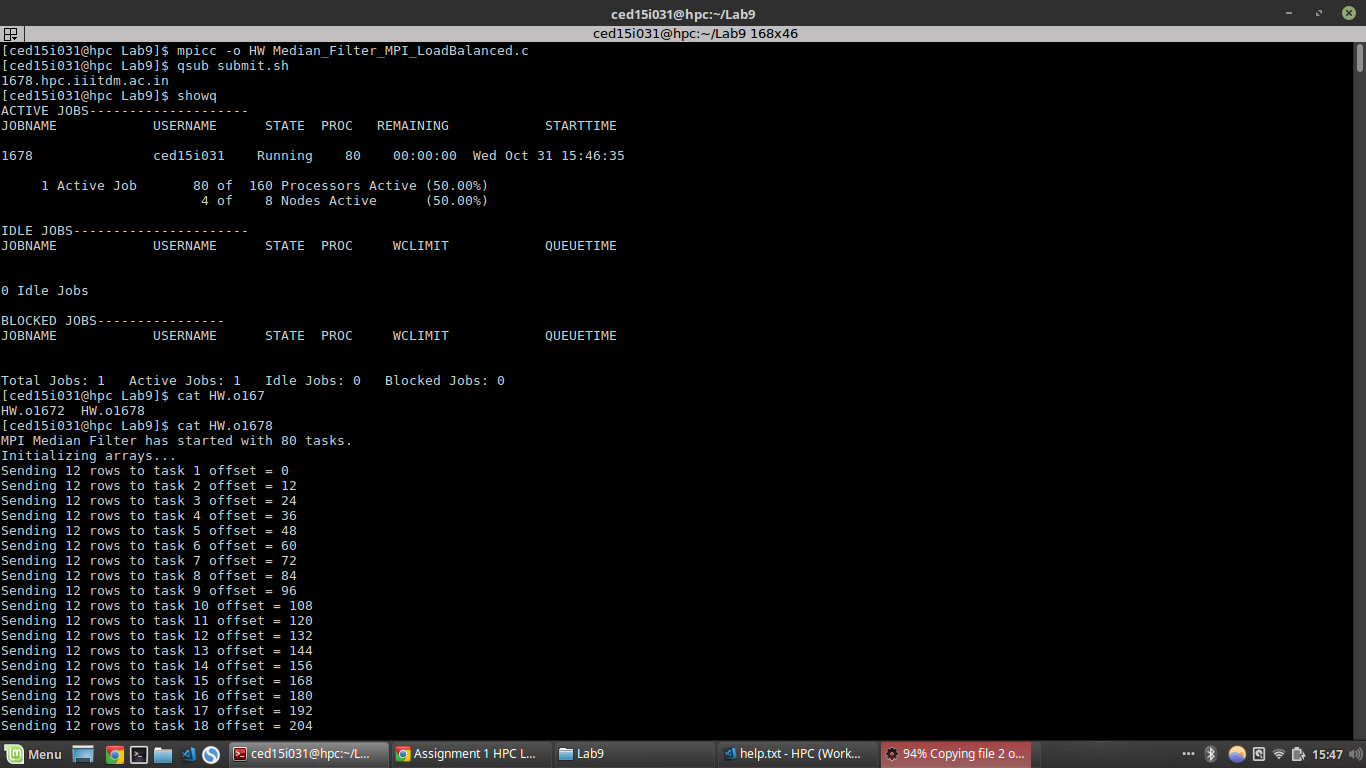 ced15i031@hpc:~/Lab9
ced15i031@hpc:~/Lab9 168x46
[ced15i031@hpc Lab9]$ mpicc -o HW Median_Filter_MPI_LoadBalanced.c
[ced15i031@hpc Lab9]$ qsub submit.sh
1678.hpc.iiitdm.ac.in
[ced15i031@hpc Lab9]$ showq
ACTIVE JOBS--------------------
JOBNAME            USERNAME      STATE  PROC   REMAINING            STARTTIME
1678               ced15i031    Running    80    00:00:00  Wed Oct 31 15:46:35
     1 Active Job       80 of  160 Processors Active (50.00%)
                         4 of    8 Nodes Active      (50.00%)
IDLE JOBS----------------------
JOBNAME            USERNAME      STATE  PROC     WCLIMIT            QUEUETIME
0 Idle Jobs
BLOCKED JOBS----------------
JOBNAME            USERNAME      STATE  PROC     WCLIMIT            QUEUETIME
Total Jobs: 1   Active Jobs: 1   Idle Jobs: 0   Blocked Jobs: 0
[ced15i031@hpc Lab9]$ cat HW.o167
HW.o1672  HW.o1678
[ced15i031@hpc Lab9]$ cat HW.o1678
MPI Median Filter has started with 80 tasks.
Initializing arrays...
Sending 12 rows to task 1 offset = 0
Sending 12 rows to task 2 offset = 12
Sending 12 rows to task 3 offset = 24
Sending 12 rows to task 4 offset = 36
Sending 12 rows to task 5 offset = 48
Sending 12 rows to task 6 offset = 60
Sending 12 rows to task 7 offset = 72
Sending 12 rows to task 8 offset = 84
Sending 12 rows to task 9 offset = 96
Sending 12 rows to task 10 offset = 108
Sending 12 rows to task 11 offset = 120
Sending 12 rows to task 12 offset = 132
Sending 12 rows to task 13 offset = 144
Sending 12 rows to task 14 offset = 156
Sending 12 rows to task 15 offset = 168
Sending 12 rows to task 16 offset = 180
Sending 12 rows to task 17 offset = 192
Sending 12 rows to task 18 offset = 204
Menu ced15i031@hpc:~/L... Assignment 1 HPC L... Lab9 help.txt - HPC (Work... 94% Copying file 2 o... 15:47